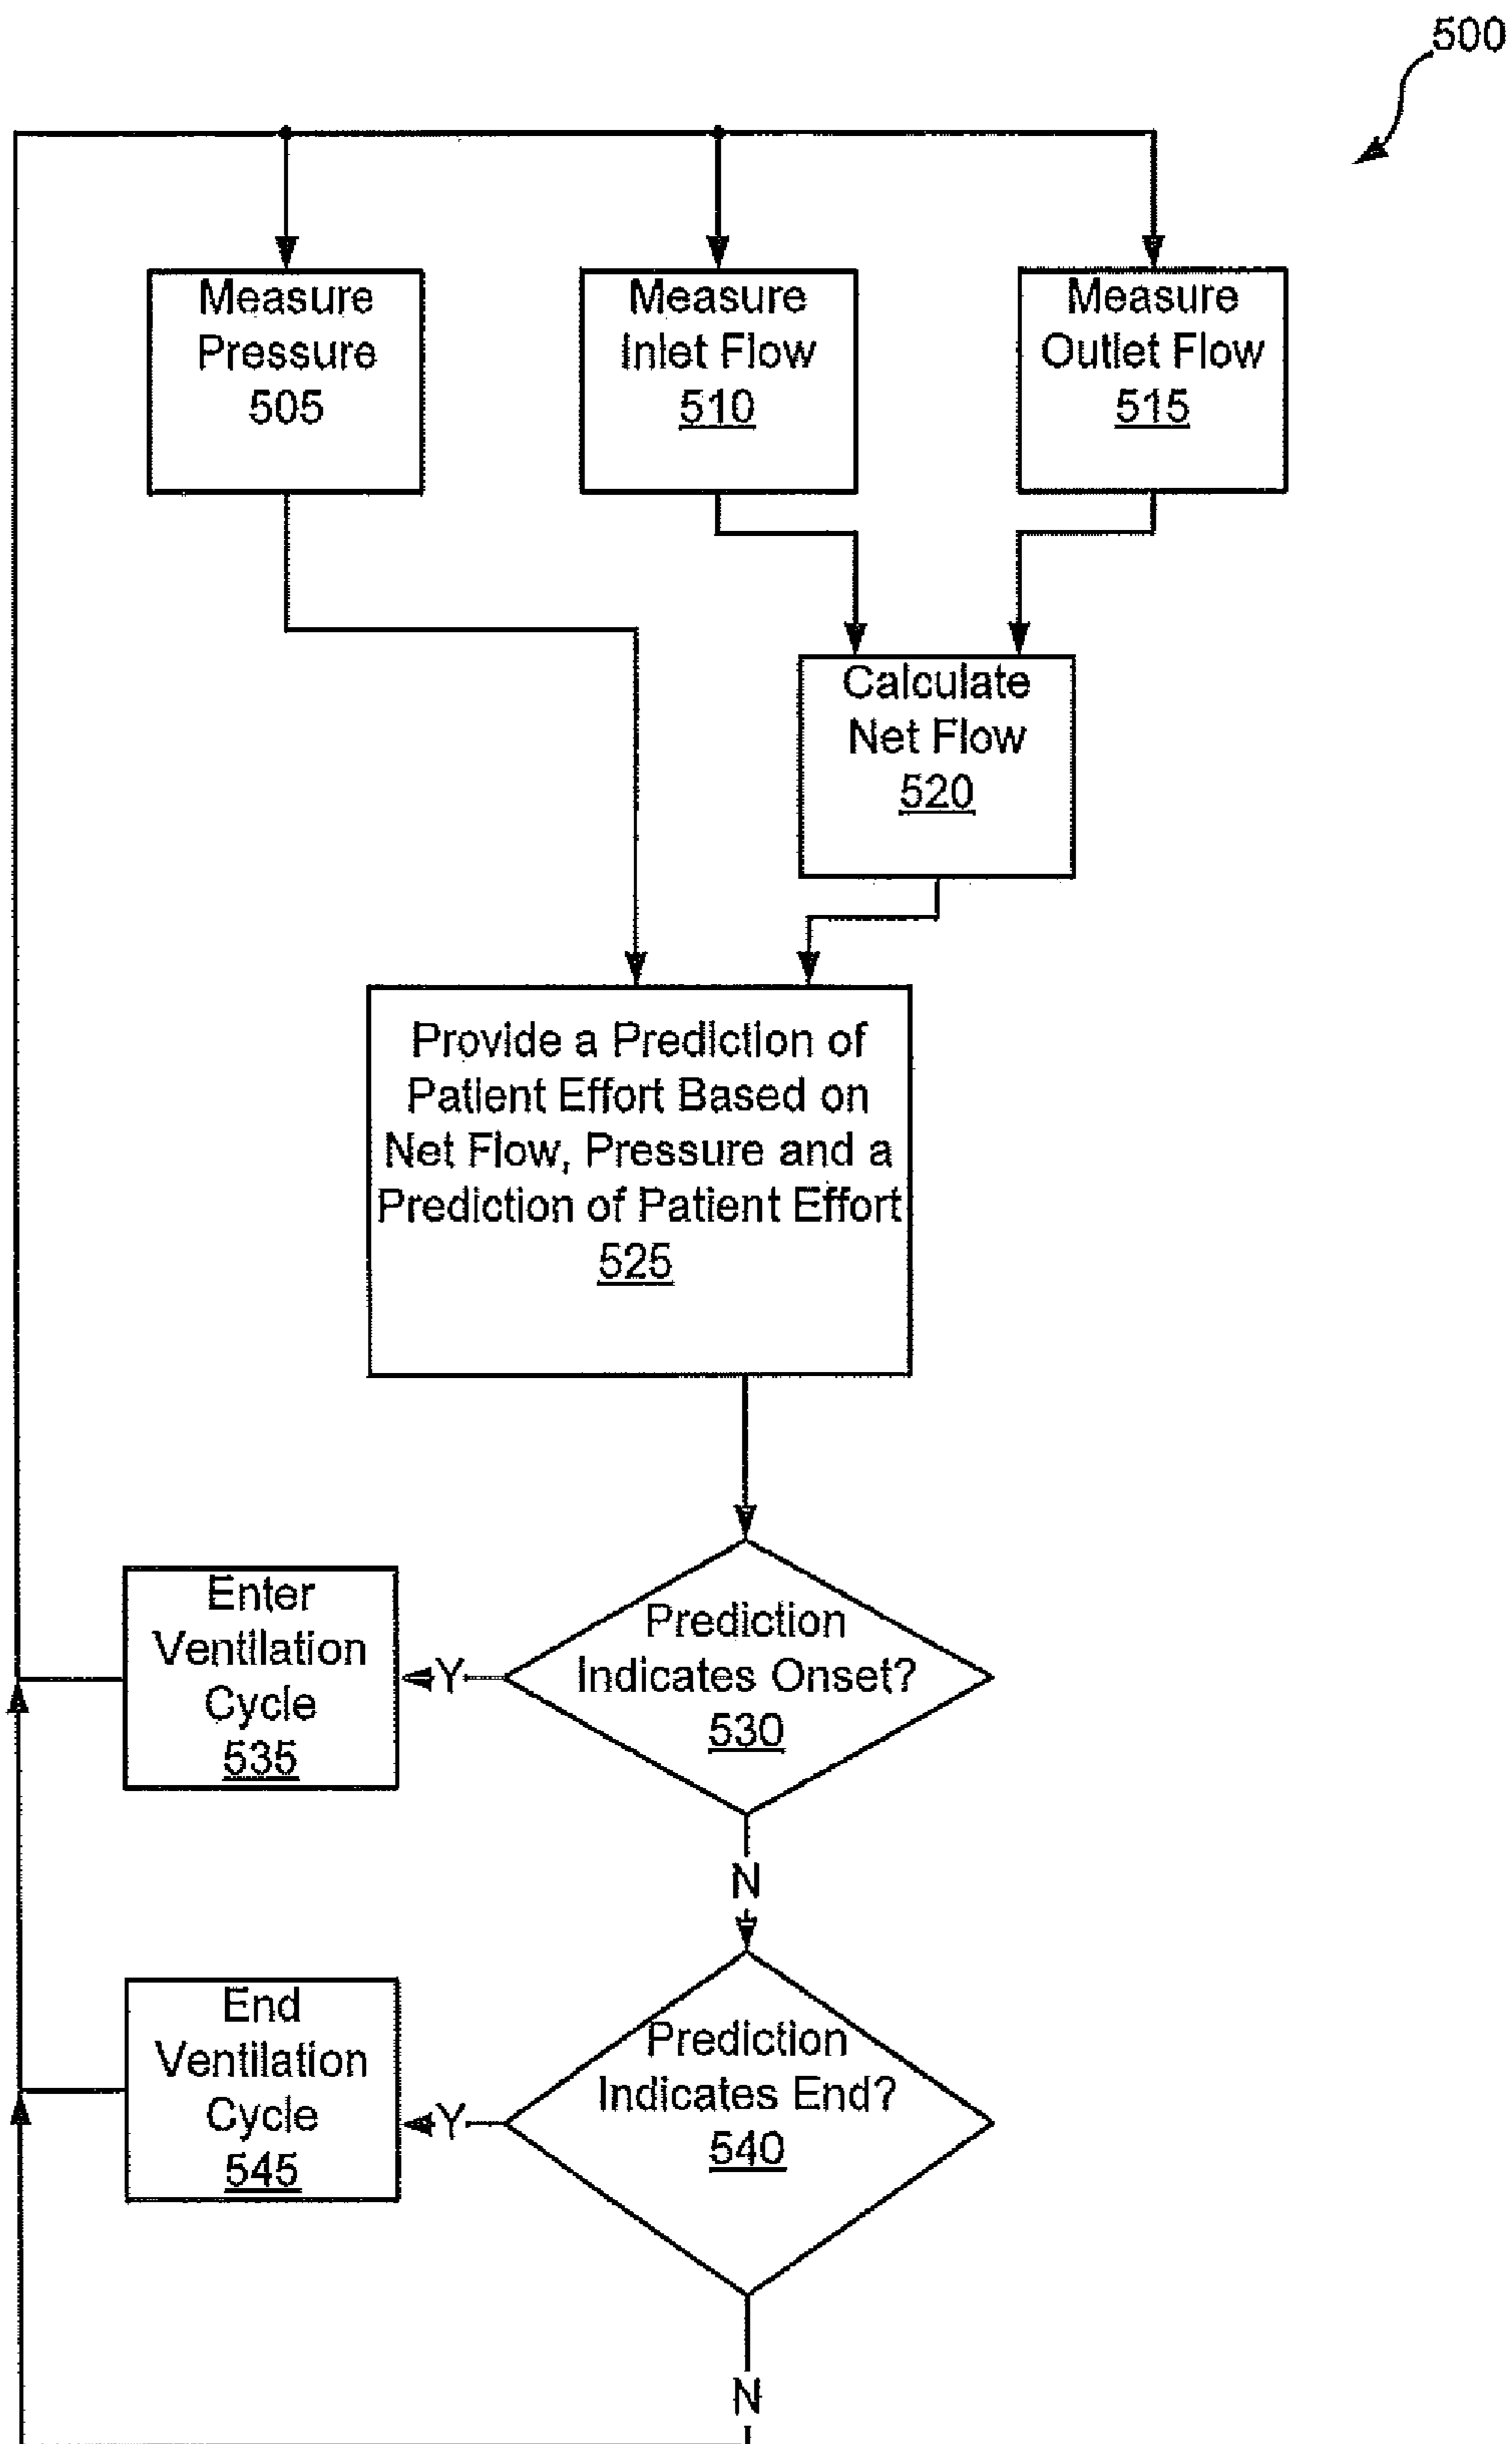 500
Measure
Pressure
505
Measure
Inlet Flow
510
Measure
Outlet Flow
515
Calculate
Net Flow
520
Provide a Prediction of
Patient Effort Based on
Net Flow, Pressure and a
Prediction of Patient Effort
525
Prediction
Indicates Onset?
530
Y
Enter
Ventilation
Cycle
535
N
Prediction
Indicates End?
540
Y
End
Ventilation
Cycle
545
N